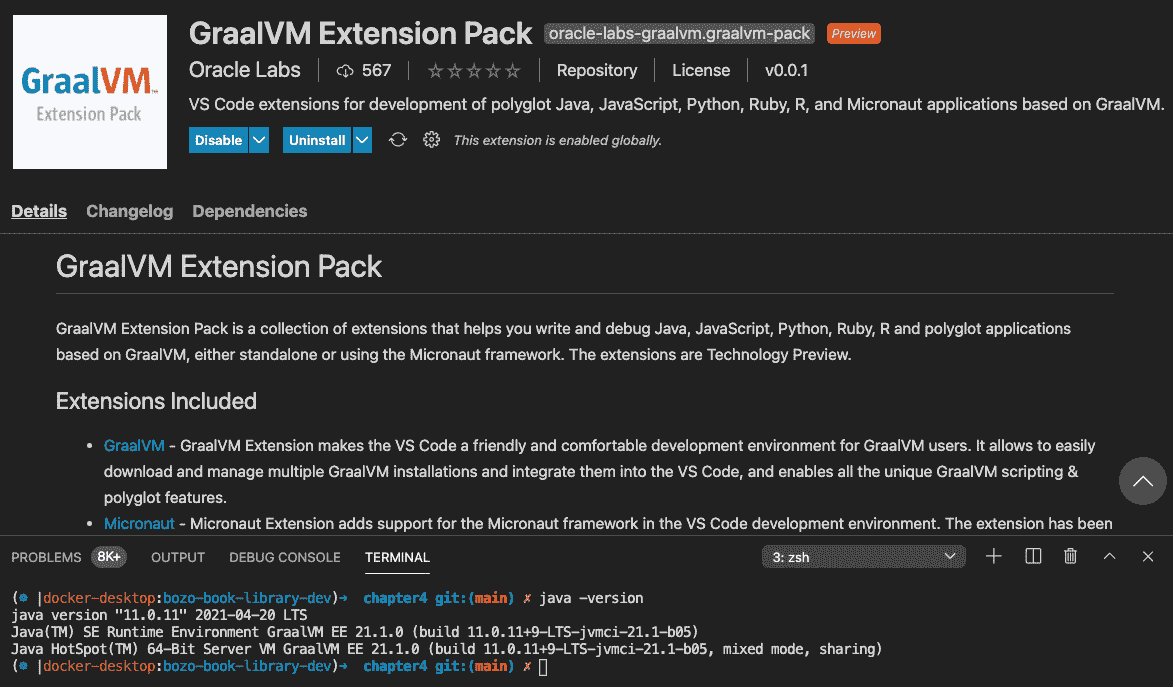 GraalVM Extension Pack oracle-labs-graalvm.graalvm-pack Preview
GraalVM™
Extension Pack
Oracle Labs 567 Repository License v0.0.1
VS Code extensions for development of polyglot Java, JavaScript, Python, Ruby, R, and Micronaut applications based on GraalVM.
Disable Uninstall This extension is enabled globally.
Details Changelog Dependencies
GraalVM Extension Pack
GraalVM Extension Pack is a collection of extensions that helps you write and debug Java, JavaScript, Python, Ruby, R and polyglot applications
based on GraalVM, either standalone or using the Micronaut framework. The extensions are Technology Preview.
Extensions Included
• GraalVM - GraalVM Extension makes the VS Code a friendly and comfortable development environment for GraalVM users. It allows to easily
download and manage multiple GraalVM installations and integrate them into the VS Code, and enables all the unique GraalVM scripting &
polyglot features.
• Micronaut - Micronaut Extension adds support for the Micronaut framework in the VS Code development environment. The extension has been
PROBLEMS 8K+ OUTPUT DEBUG CONSOLE TERMINAL 3: zsh
(☸ |docker-desktop:bozo-book-library-dev)➜ chapter4 git:(main) ✗ java -version
java version "11.0.11" 2021-04-20 LTS
Java(TM) SE Runtime Environment GraalVM EE 21.1.0 (build 11.0.11+9-LTS-jvmci-21.1-b05)
Java HotSpot(TM) 64-Bit Server VM GraalVM EE 21.1.0 (build 11.0.11+9-LTS-jvmci-21.1-b05, mixed mode, sharing)
(☸ |docker-desktop:bozo-book-library-dev)➜ chapter4 git:(main) ✗